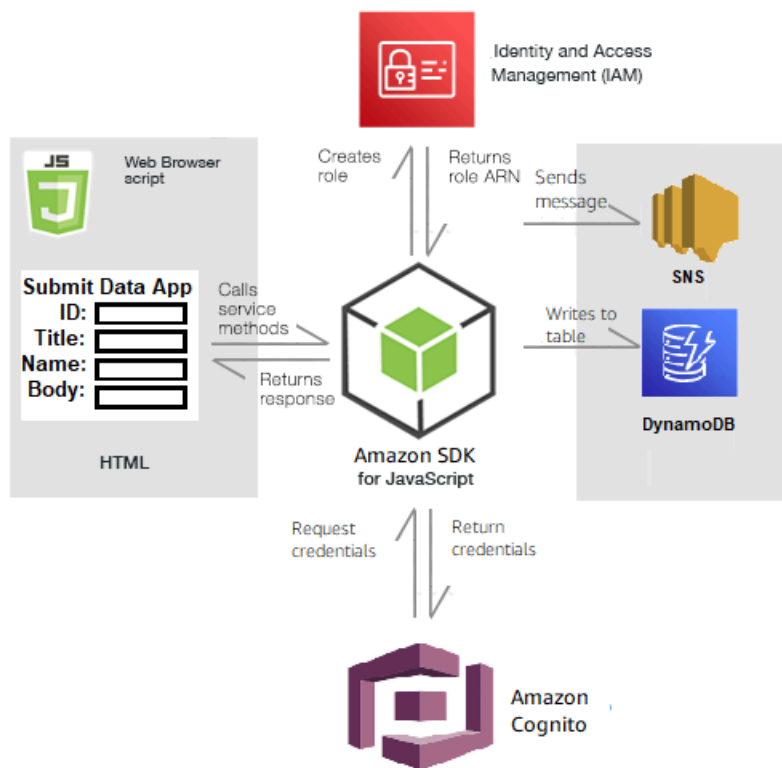 Identity and Access
Management (IAM)
JS
Web Browser
script
Creates
role
Returns
role ARN
Sends
message
SNS
Submit Data App
ID:
Title:
Name:
Body:
Calls
service
methods
Returns
response
Writes to
table
DynamoDB
HTML
Amazon SDK
for JavaScript
Request
credentials
Return
credentials
Amazon
Cognito